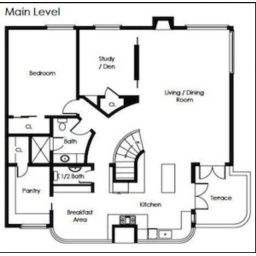 Main Level
Study
/ Den
Bedroom
Living / Dining
Room
CL
CL
Bath
CL
1/2 Bath
Pantry
Terrace
Kitchen
Breakfast
Area